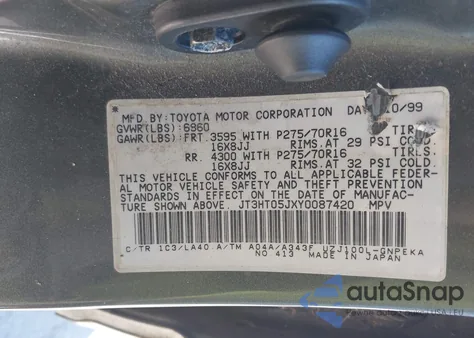 MFD.BY:TOYOTA MOTOR CORPORATION DAT 10/99
GVWR(LBS):6960
GAWR(LBS):FRT.3595 WITH P275/70R16 TIR
16X8JJ RIMS.AT 29 PSI COLD
RR. 4300 WITH P275/70R16 TIRES.
16X8JJ RIMS.AT 32 PSI COLD.
THIS VEHICLE CONFORMS TO ALL APPLICABLE FEDER-
AL MOTOR VEHICLE SAFETY AND THEFT PREVENTION
STANDARDS IN EFFECT ON THE DATE OF MANUFAC-
TURE SHOWN ABOVE. JT3HT05JXY0087420 MPV
C/TR 1C3/LA40.A/TM A04A/A343F UZJ100L-GNPEKA
NO 413 MADE IN JAPAN
autoSnap